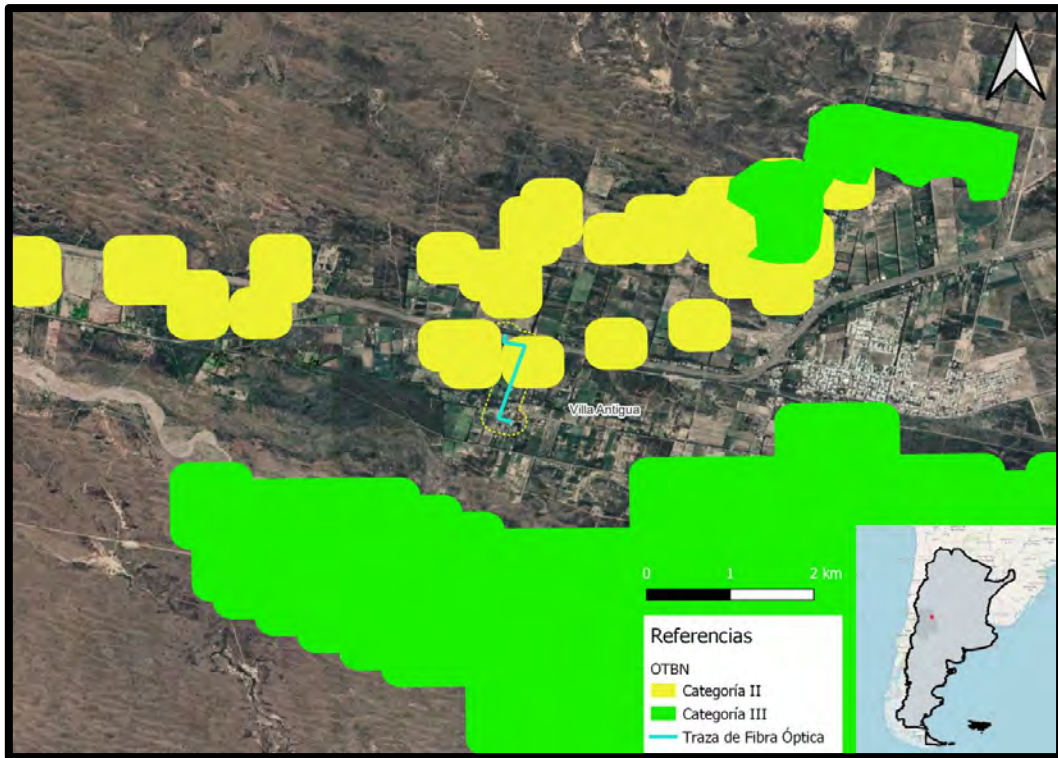 Villa Antigua
0 1 2 km
Referencias
OTBN
Categoría II
Categoría III
Traza de Fibra Óptica